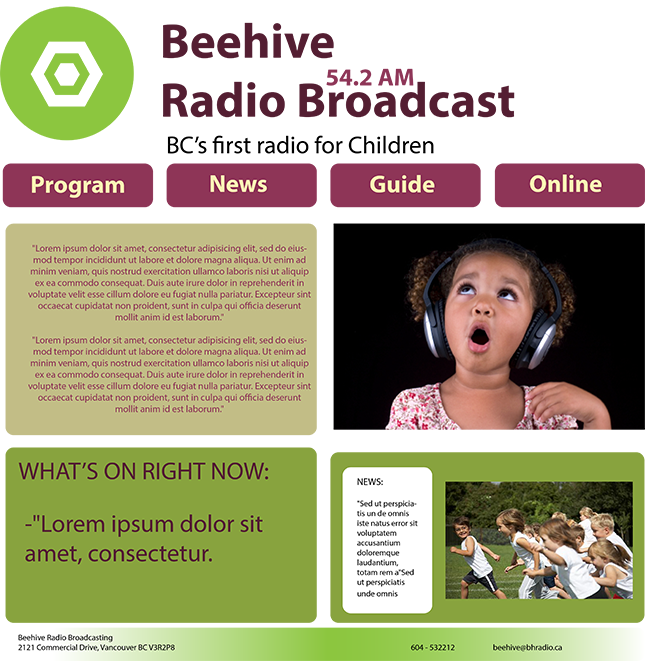 Beehive
54.2 AM
Radio Broadcast
BC's first radio for Children
Program
News
Guide
Online
"Lorem ipsum dolor sit amet, consectetur adipisicing elit, sed do eius-
mod tempor incididunt ut labore et dolore magna aliqua. Ut enim ad
minim veniam, quis nostrud exercitation ullamco laboris nisi ut aliquip
ex ea commodo consequat. Duis aute irure dolor in reprehenderit in
voluptate velit esse cillum dolore eu fugiat nulla pariatur. Excepteur sint
occaecat cupidatat non proident, sunt in culpa qui officia deserunt
mollit anim id est laborum."
"Lorem ipsum dolor sit amet, consectetur adipisicing elit, sed do eius-
mod tempor incididunt ut labore et dolore magna aliqua. Ut enim ad
minim veniam, quis nostrud exercitation ullamco laboris nisi ut aliquip
ex ea commodo consequat. Duis aute irure dolor in reprehenderit in
voluptate velit esse cillum dolore eu fugiat nulla pariatur. Excepteur sint
occaecat cupidatat non proident, sunt in culpa qui officia deserunt
mollit anim id est laborum."
WHAT'S ON RIGHT NOW:
-"Lorem ipsum dolor sit
amet, consectetur.
NEWS:
"Sed ut perspicia-
tis un de omnis
iste natus error sit
voluptatem
accusantium
doloremque
laudantium,
totam rem a"Sed
ut perspiciatis
unde omnis
Beehive Radio Broadcasting
2121 Commercial Drive, Vancouver BC V3R2P8
604 - 532212
beehive@bhradio.ca